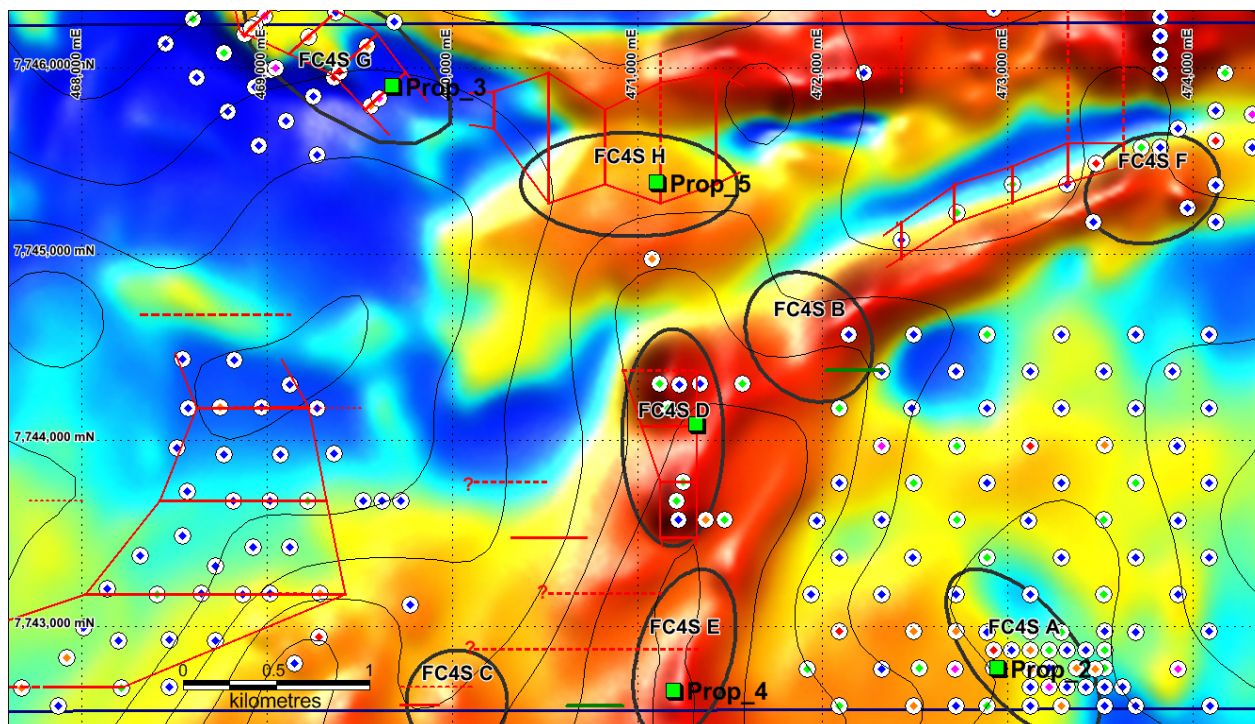 468,000 mE
469,000 mE
470,000 mE
471,000 mE
472,000 mE
473,000 mE
474,000 mE
7,746,000 mN
FC4S G
Prop_3
FC4S H
Prop_5
FC4S F
7,745,000 mN
FC4S B
FC4S D
7,744,000 mN
?
?
7,743,000 mN
FC4S E
FC4S A
?
FC4S C
Prop_2
Prop_4
0 0.5 1
kilometres